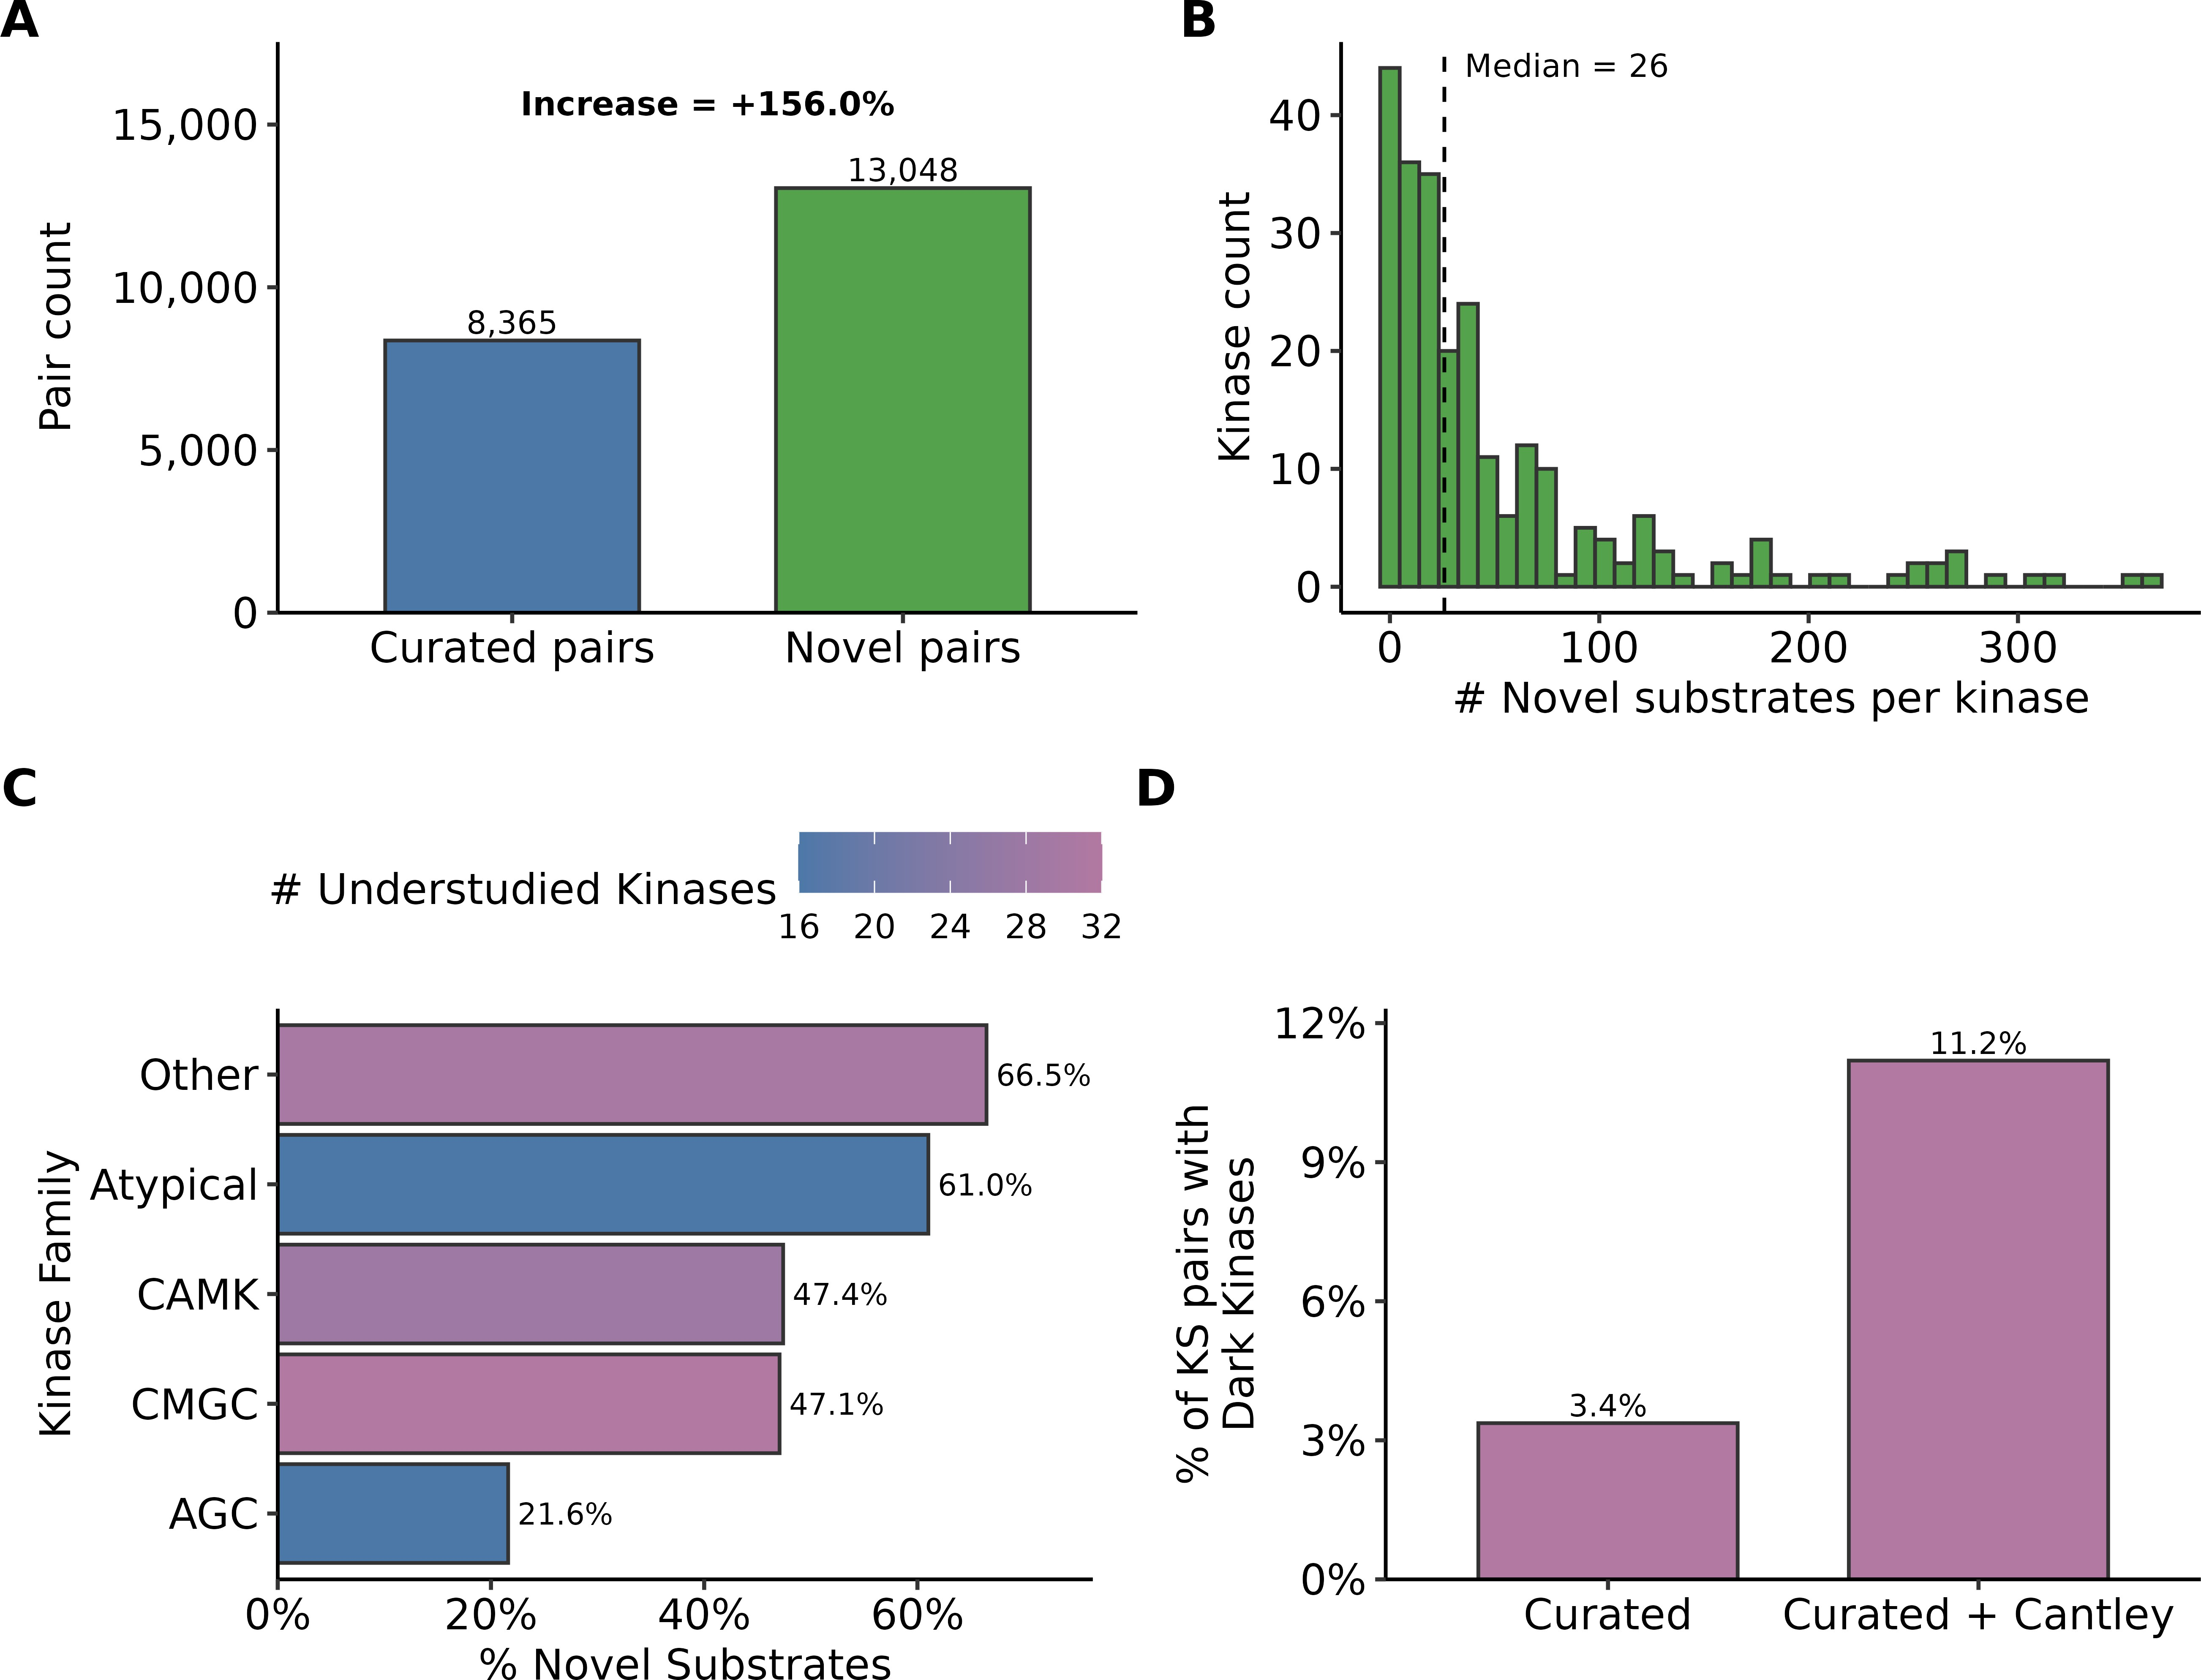 A
Increase = +156.0%
15,000
10,000
5,000
0
Pair count
8,365
13,048
Curated pairs
Novel pairs
B
Median = 26
40
30
20
10
0
Kinase count
0
100
200
300
# Novel substrates per kinase
C
# Understudied Kinases
16
20
24
28
32
Kinase Family
Other
66.5%
Atypical
61.0%
CAMK
47.4%
CMGC
47.1%
AGC
21.6%
0%
20%
40%
60%
% Novel Substrates
D
% of KS pairs with
Dark Kinases
12%
9%
6%
3%
0%
3.4%
11.2%
Curated
Curated + Cantley